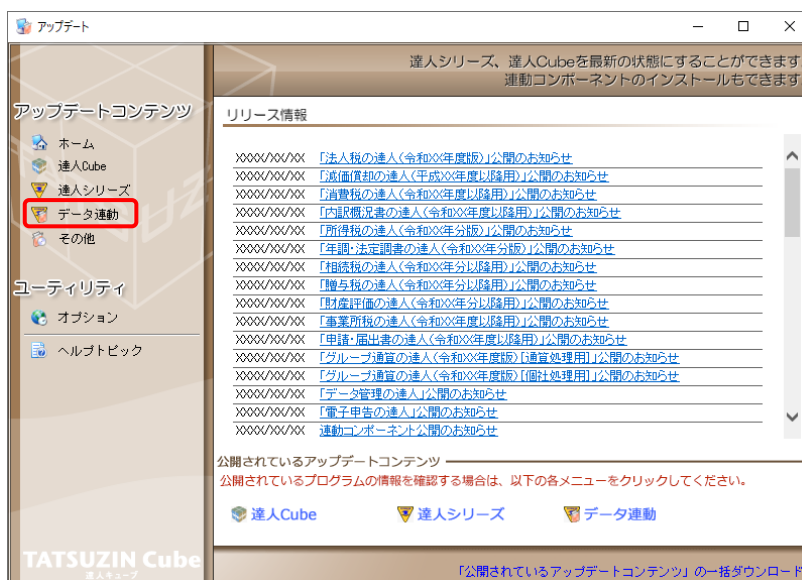 アップデート
達人シリーズ、達人Cubeを最新の状態にすることができます
連動コンポーネントのインストールもできます
アップデートコンテンツ
ホーム
達人Cube
達人シリーズ
データ連動
その他
ユーティリティ
オプション
ヘルプトピック
リリース情報
XXXX/XX/XX 「法人税の達人(令和XX年度版)」公開のお知らせ
XXXX/XX/XX 「減価償却の達人(平成XX年度以降用)」公開のお知らせ
XXXX/XX/XX 「消費税の達人(令和XX年度以降用)」公開のお知らせ
XXXX/XX/XX 「内訳概況書の達人(令和XX年度以降用)」公開のお知らせ
XXXX/XX/XX 「所得税の達人(令和XX年分版)」公開のお知らせ
XXXX/XX/XX 「年調・法定調書の達人(令和XX年分版)」公開のお知らせ
XXXX/XX/XX 「相続税の達人(令和XX年分以降用)」公開のお知らせ
XXXX/XX/XX 「贈与税の達人(令和XX年分以降用)」公開のお知らせ
XXXX/XX/XX 「財産評価の達人(令和XX年分以降用)」公開のお知らせ
XXXX/XX/XX 「事業所税の達人(令和XX年度以降用)」公開のお知らせ
XXXX/XX/XX 「申請・届出書の達人(令和XX年度以降用)」公開のお知らせ
XXXX/XX/XX 「グループ通算の達人(令和XX年度版)[通算処理用]」公開のお知らせ
XXXX/XX/XX 「グループ通算の達人(令和XX年度版)[個社処理用]」公開のお知らせ
XXXX/XX/XX 「データ管理の達人」公開のお知らせ
XXXX/XX/XX 「電子申告の達人」公開のお知らせ
XXXX/XX/XX 連動コンポーネント公開のお知らせ
公開されているアップデートコンテンツ
公開されているプログラムの情報を確認する場合は、以下の各メニューをクリックしてください。
達人Cube 達人シリーズ データ連動
TATSUZIN Cube
達人キューブ
「公開されているアップデートコンテンツ」の一括ダウンロード